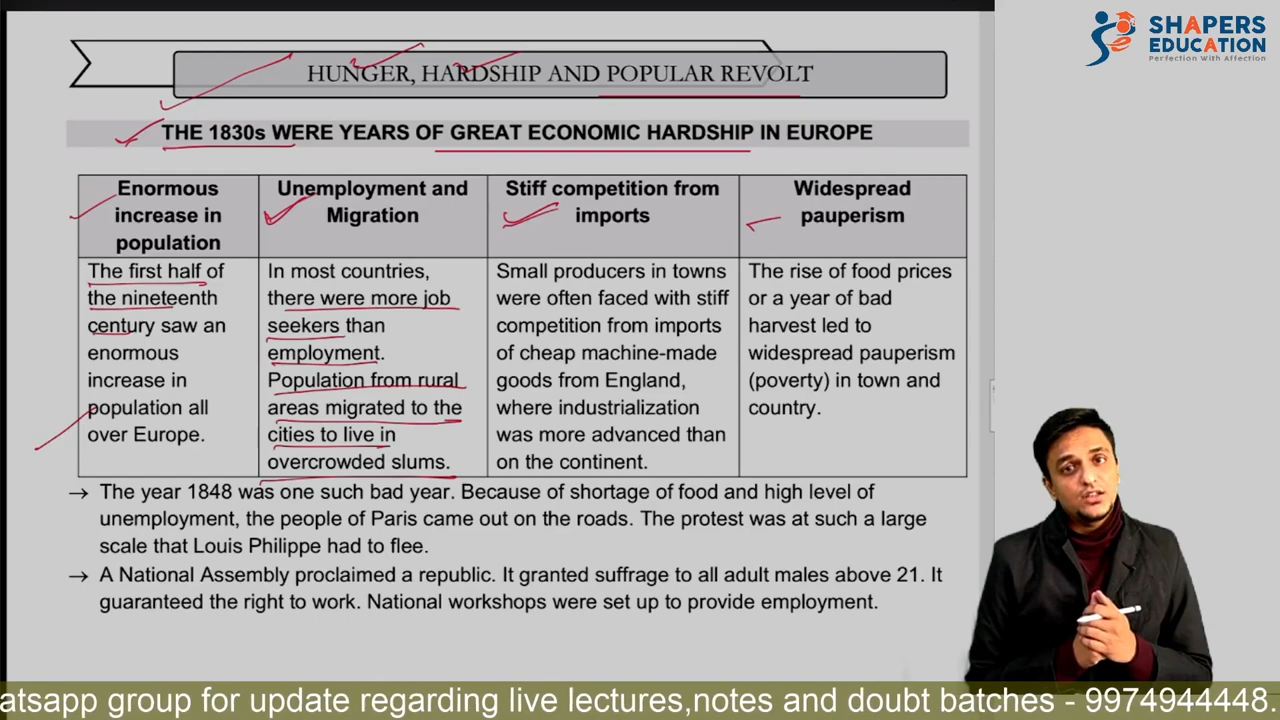 SHAPERS
EDUCATION
Perfection With Affection
HUNGER, HARDSHIP AND POPULAR REVOLT
THE 1830s WERE YEARS OF GREAT ECONOMIC HARDSHIP IN EUROPE
Enormous
increase in
population
The first half of
the nineteenth
century saw an
enormous
increase in
population all
over Europe.
Unemployment and
Migration
In most countries,
there were more job
seekers than
employment.
Population from rural
areas migrated to the
cities to live in
overcrowded slums.
Stiff competition from
imports
Small producers in towns
were often faced with stiff
competition from imports
of cheap machine-made
goods from England,
where industrialization
was more advanced than
on the continent.
Widespread
pauperism
The rise of food prices
or a year of bad
harvest led to
widespread pauperism
(poverty) in town and
country.
→ The year 1848 was one such bad year. Because of shortage of food and high level of
unemployment, the people of Paris came out on the roads. The protest was at such a large
scale that Louis Philippe had to flee.
→ A National Assembly proclaimed a republic. It granted suffrage to all adult males above 21. It
guaranteed the right to work. National workshops were set up to provide employment.
atsapp group for update regarding live lectures,notes and doubt batches - 9974944448.